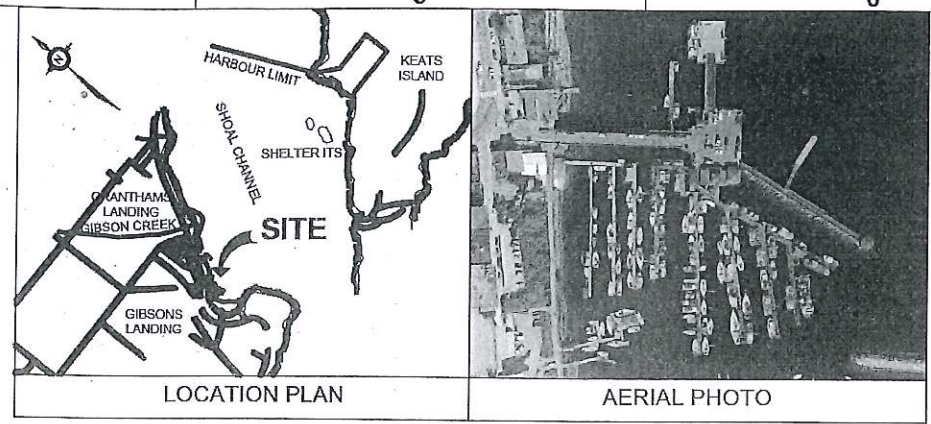 N
HARBOUR LIMIT
KEATS
ISLAND
SHOAL CHANNEL
SHELTER ITS
GRANTHAMS
LANDING
GIBSON CREEK
SITE
GIBSONS
LANDING
LOCATION PLAN
AERIAL PHOTO